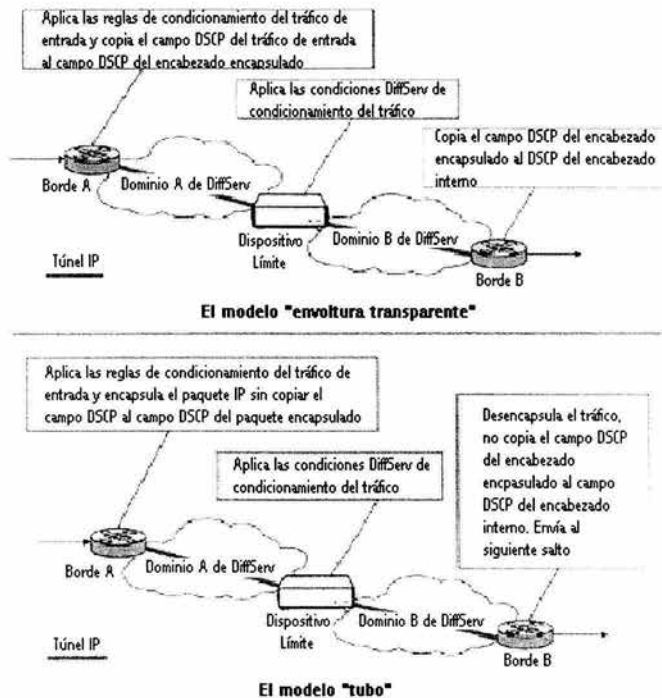 Aplica las reglas de condicionamiento del tráfico de
entrada y copia el campo DSCP del tráfico de entrada
al campo DSCP del encabezado encapsulado
Aplica las condiciones DiffServ de
condicionamiento del tráfico
Copia el campo DSCP del encabezado
encapsulado al DSCP del encabezado
interno
Borde A
Dominio A de DiffServ
Dispositivo
Límite
Dominio B de DiffServ
Borde B
Túnel IP
El modelo "envoltura transparente"
Aplica las reglas de condicionamiento del tráfico de
entrada y encapsula el paquete IP sin copiar el
campo DSCP al campo DSCP del paquete encapsulado
Aplica las condiciones DiffServ de
condicionamiento del tráfico
Desencapsula el tráfico,
no copia el campo DSCP
del encabezado
encpasulado al campo
DSCP del encabezado
interno. Envía al
siguiente salto
Borde A
Dominio A de DiffServ
Dispositivo
Límite
Dominio B de DiffServ
Borde B
Túnel IP
El modelo "tubo"